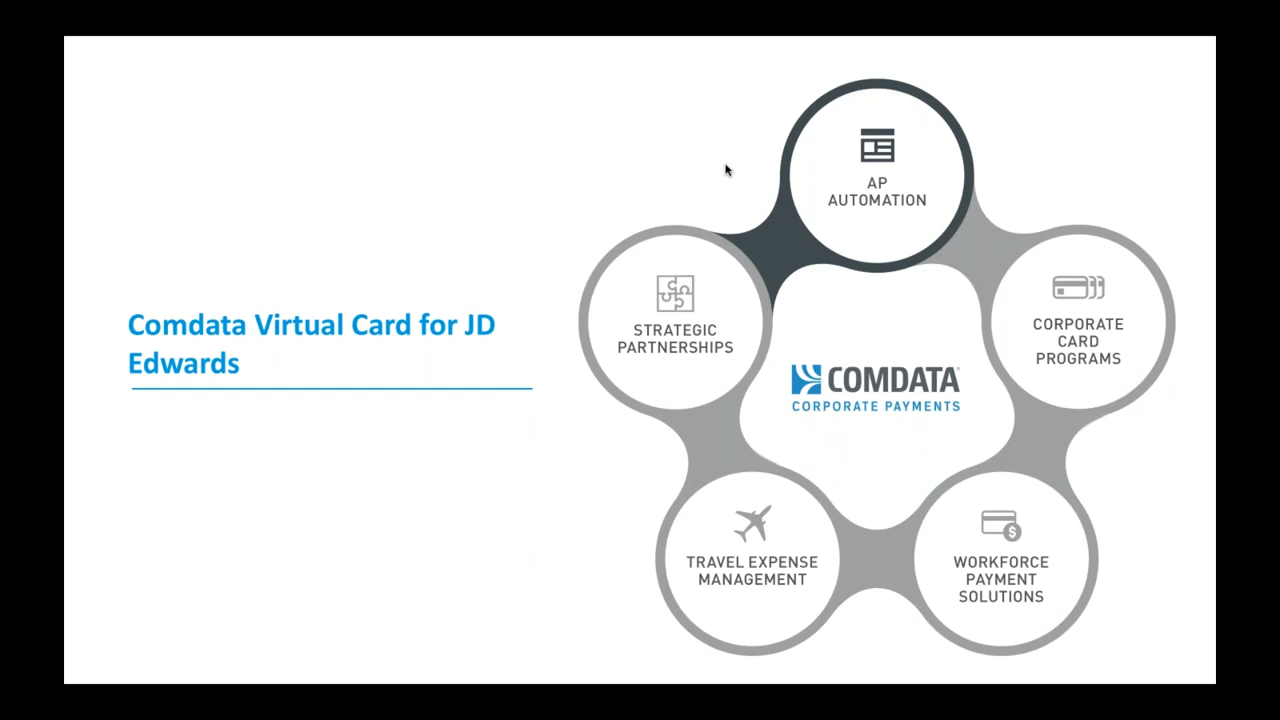 Comdata Virtual Card for JD
Edwards
AP
AUTOMATION
STRATEGIC
PARTNERSHIPS
CORPORATE
CARD
PROGRAMS
COMDATA
CORPORATE PAYMENTS
TRAVEL EXPENSE
MANAGEMENT
$
WORKFORCE
PAYMENT
SOLUTIONS